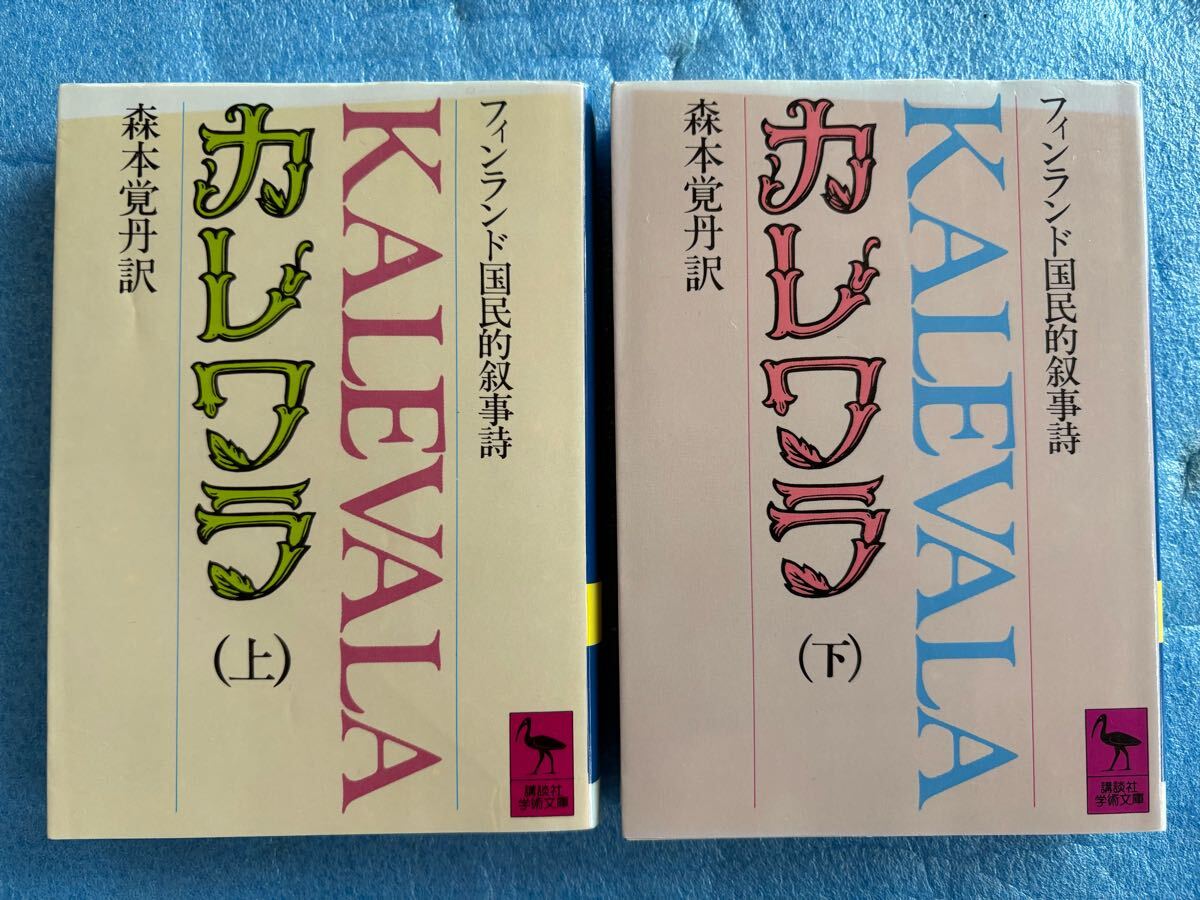 フィンランド国民的叙事詩
KALEVALA
カレワラ
(上)
森本覚丹訳
講談社
学術文庫
フィンランド国民的叙事詩
KALEVALA
カレワラ
(下)
森本覚丹訳
講談社
学術文庫